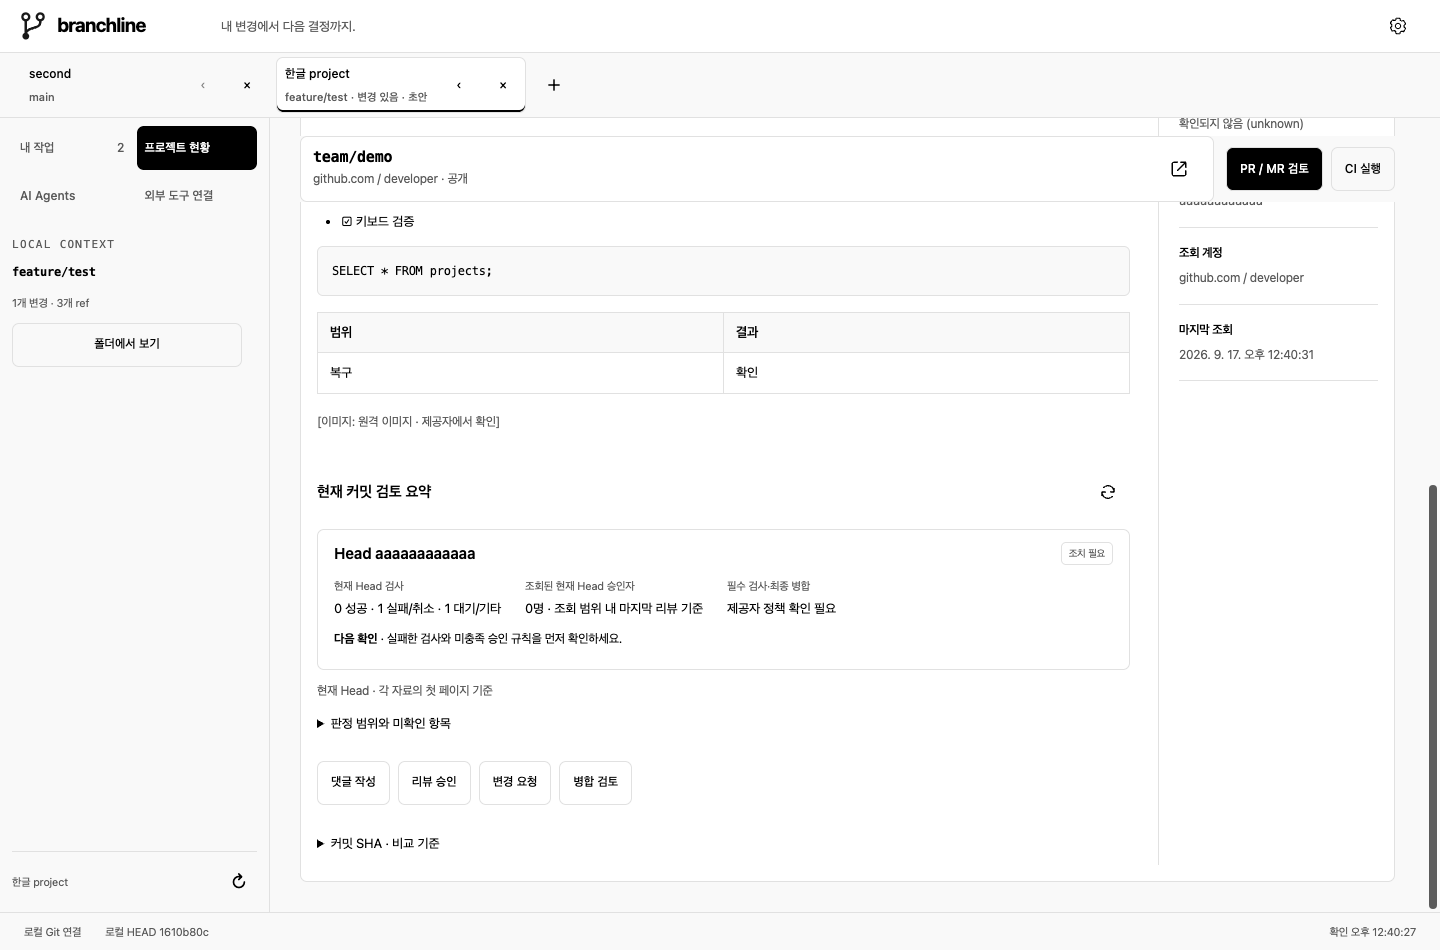 branchline
내 변경에서 다음 결정까지.
second
main
한글 project
feature/test · 변경 있음 · 초안
내 작업
2
프로젝트 현황
AI Agents
외부 도구 연결
LOCAL CONTEXT
feature/test
1개 변경 · 3개 ref
폴더에서 보기
한글 project
확인되지 않음 (unknown)
team/demo
github.com / developer · 공개
PR / MR 검토
CI 실행
키보드 검증
SELECT * FROM projects;
범위
결과
복구
확인
[이미지: 원격 이미지 · 제공자에서 확인]
현재 커밋 검토 요약
Head aaaaaaaaaaaa
조치 필요
현재 Head 검사
0 성공 · 1 실패/취소 · 1 대기/기타
조회된 현재 Head 승인자
0명 · 조회 범위 내 마지막 리뷰 기준
필수 검사·최종 병합
제공자 정책 확인 필요
다음 확인 · 실패한 검사와 미충족 승인 규칙을 먼저 확인하세요.
현재 Head · 각 자료의 첫 페이지 기준
판정 범위와 미확인 항목
댓글 작성
리뷰 승인
변경 요청
병합 검토
커밋 SHA · 비교 기준
조회 계정
github.com / developer
마지막 조회
2026. 9. 17. 오후 12:40:31
로컬 Git 연결
로컬 HEAD 1610b80c
확인 오후 12:40:27